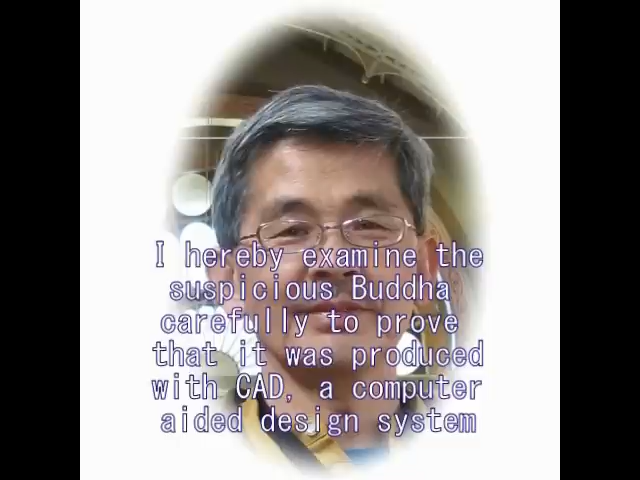 I hereby examine the
suspicious Buddha
carefully to prove
that it was produced
with CAD, a computer
aided design system